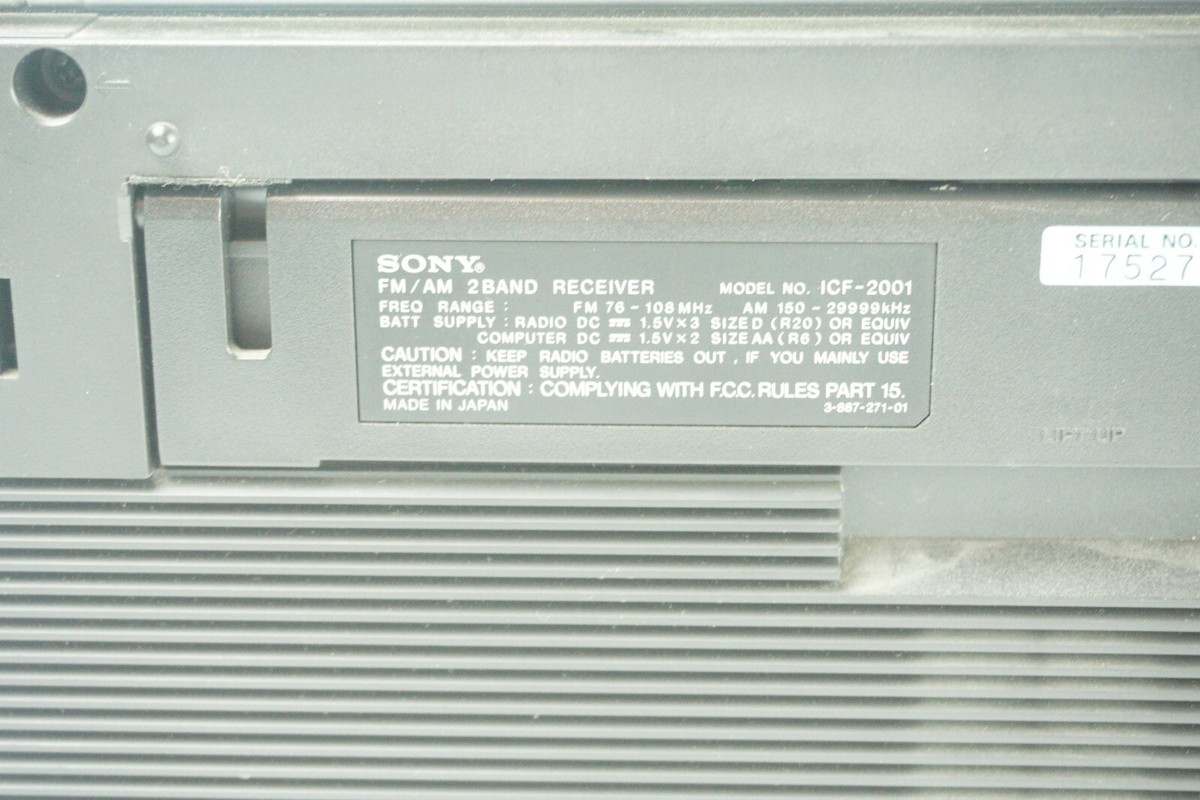 SONY®
FM/AM 2BAND RECEIVER MODEL NO. ICF-2001
FREQ RANGE : FM 76 - 108 MHz AM 150 - 29999kHz
BATT SUPPLY : RADIO DC 1.5V×3 SIZE D (R20) OR EQUIV
COMPUTER DC 1.5V×2 SIZE AA (R6) OR EQUIV
CAUTION : KEEP RADIO BATTERIES OUT , IF YOU MAINLY USE
EXTERNAL POWER SUPPLY.
CERTIFICATION : COMPLYING WITH F.C.C. RULES PART 15.
MADE IN JAPAN 3-887-271-01
SERIAL NO.
17527
LIFT UP